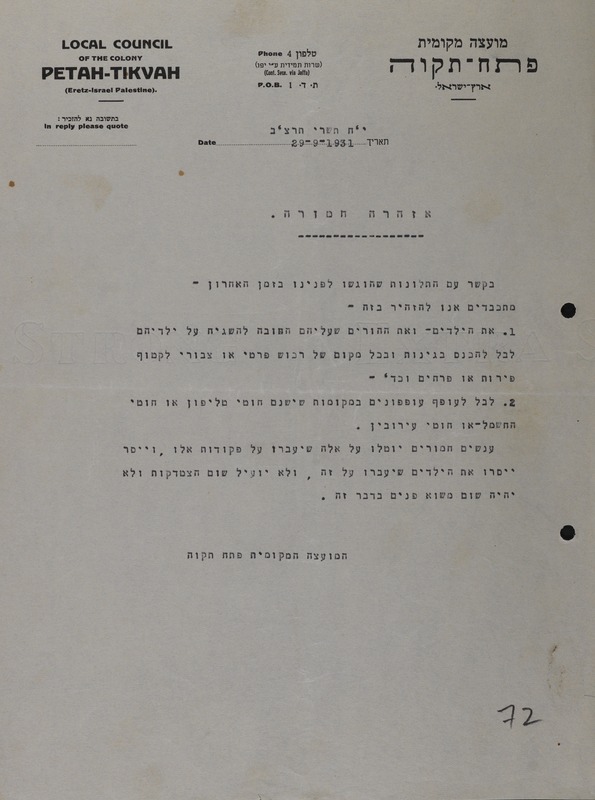 LOCAL COUNCIL
OF THE COLONY
PETAH-TIKVAH
(Eretz-Israel Palestine).
בתשובה נא להזכיר:
In reply please quote
Phone 4 טלפון
(שרות תמידית ע״י יפו)
(Cont. Serv. via Jaffa)
P.O.B. 1 ת. ד.
מועצה מקומית
פתח-תקוה
ארץ-ישראל.
י"ח תשרי תרצ"ב
Date 29-9-1931 תאריך
אזהרה חמורה.
בקשר עם התלונות שהוגשו לפנינו בזמן האחרון -
מתכבדים אנו להזהיר בזה -
1. את הילדים- ואת ההורים שעליהם החובה להשגיח על ילדיהם
לבל להכנס בגינות ובכל מקום של רכוש פרטי או צבורי לקטוף
פירות או פרחים וכד' -
2. לבל לעופף עופפונים במקומות שישנם חוטי טליפון או חוטי
החשמל-או חוטי עירובין .
ענשים חמורים יוטלו על אלה שיעברו על פקודות אלו ,וייסר
ייסרו את הילדים שיעברו על זה , ולא יועיל שום הצטדקות ולא
יהיה שום משוא פנים בדבר זה .
המועצה המקומית פתח תקוה
72